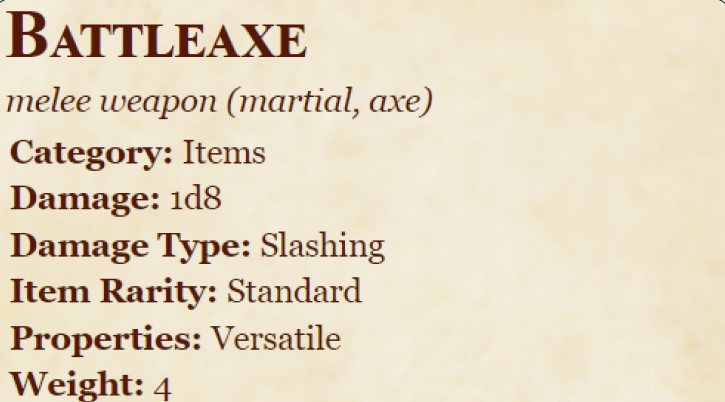 BATTLEAXE
melee weapon (martial, axe)
Category: Items
Damage: 1d8
Damage Type: Slashing
Item Rarity: Standard
Properties: Versatile
Weight: 4